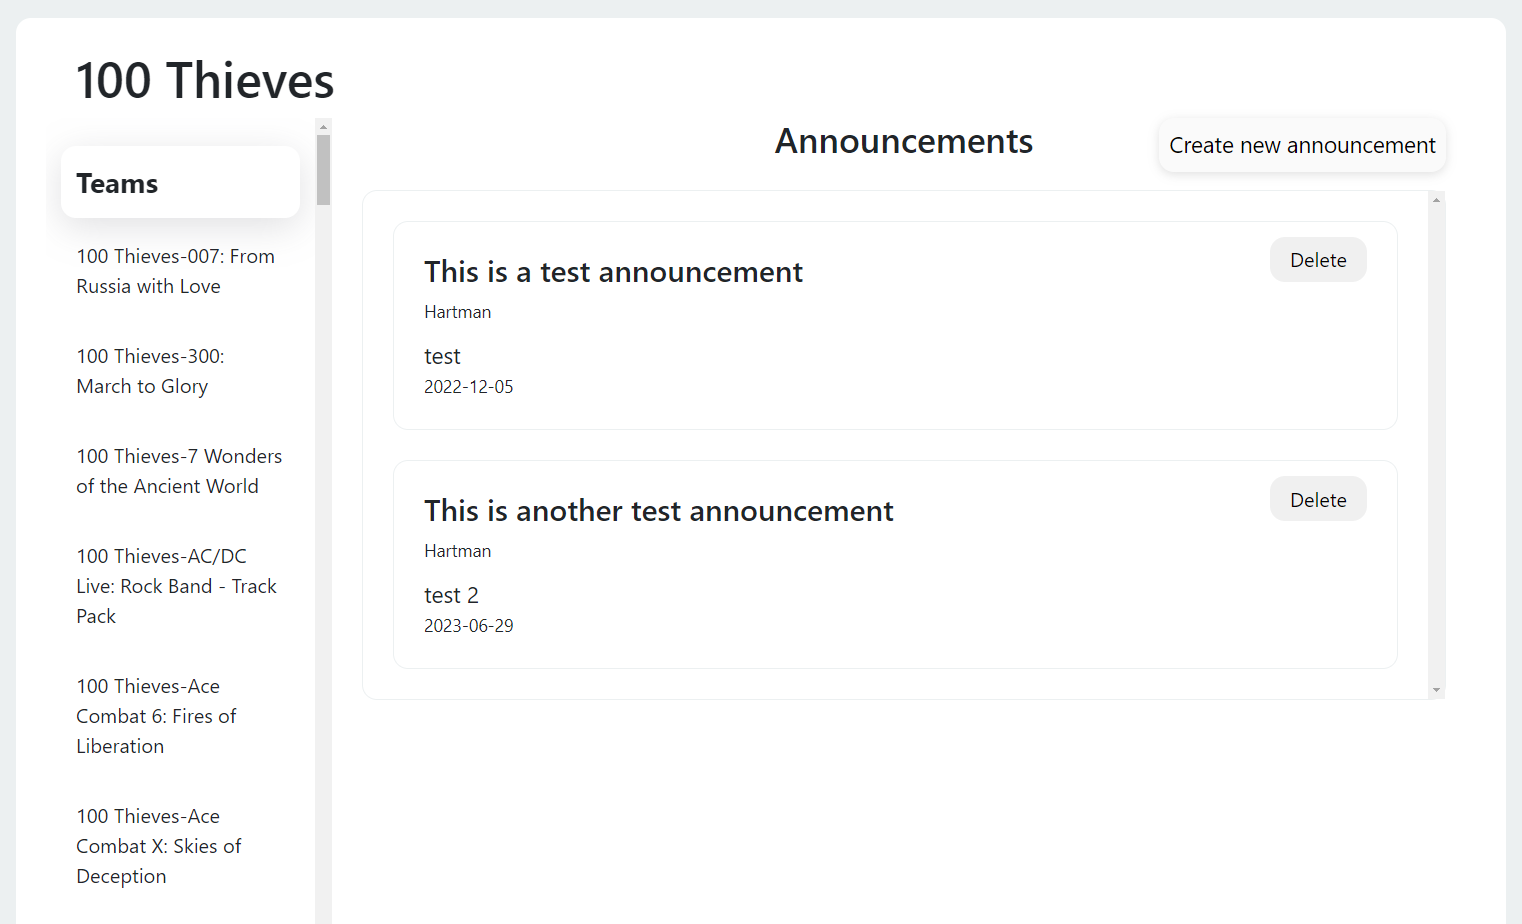 100 Thieves
Teams
100 Thieves-007: From
Russia with Love
100 Thieves-300:
March to Glory
100 Thieves-7 Wonders
of the Ancient World
100 Thieves-AC/DC
Live: Rock Band - Track
Pack
100 Thieves-Ace
Combat 6: Fires of
Liberation
100 Thieves-Ace
Combat X: Skies of
Deception
Announcements
Create new announcement
This is a test announcement
Delete
Hartman
test
2022-12-05
This is another test announcement
Delete
Hartman
test 2
2023-06-29